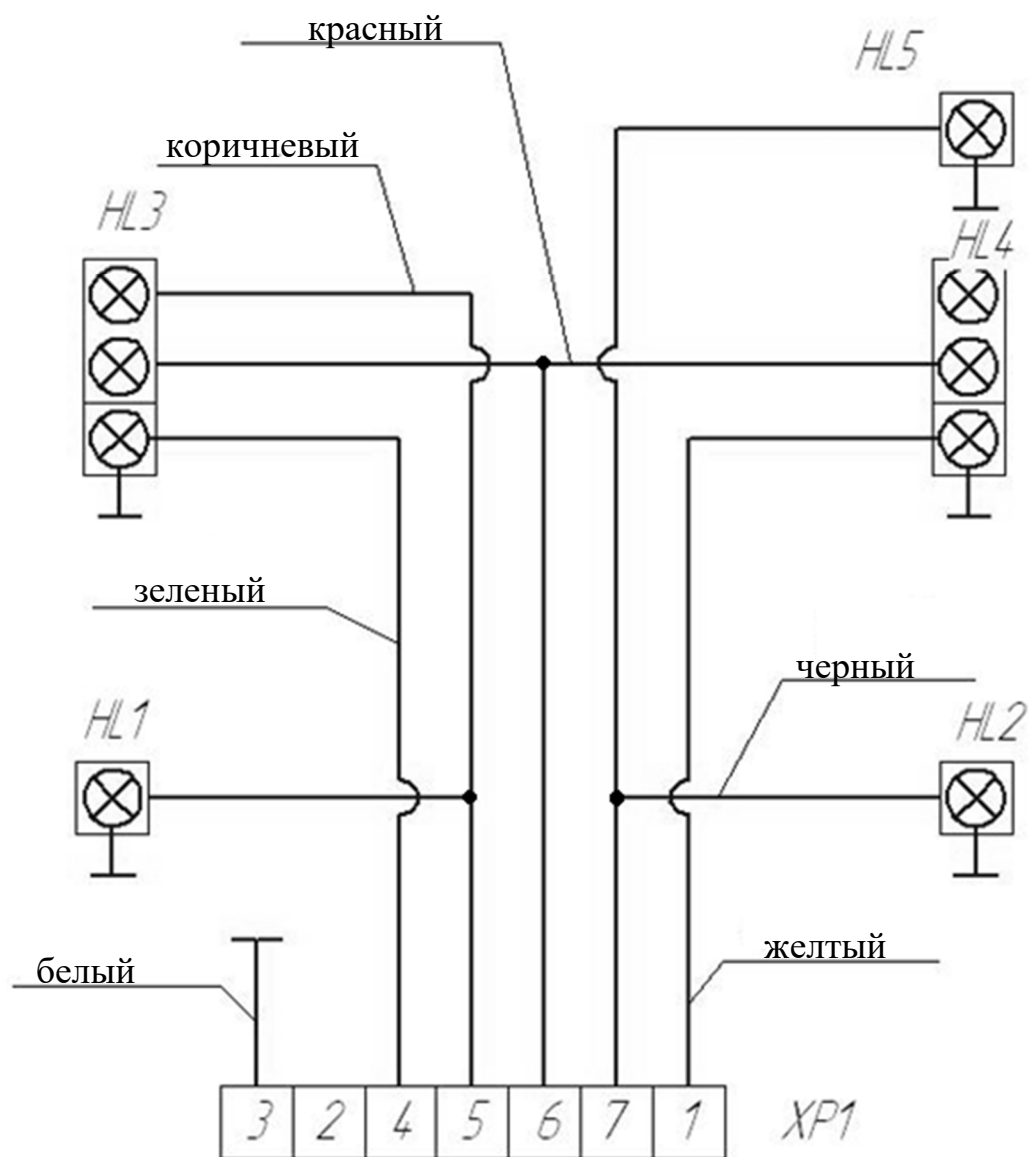 красный
HL5
коричневый
HL3
HL4
зеленый
черный
HL1
HL2
белый
желтый
3 2 4 5 6 7 1 XP1